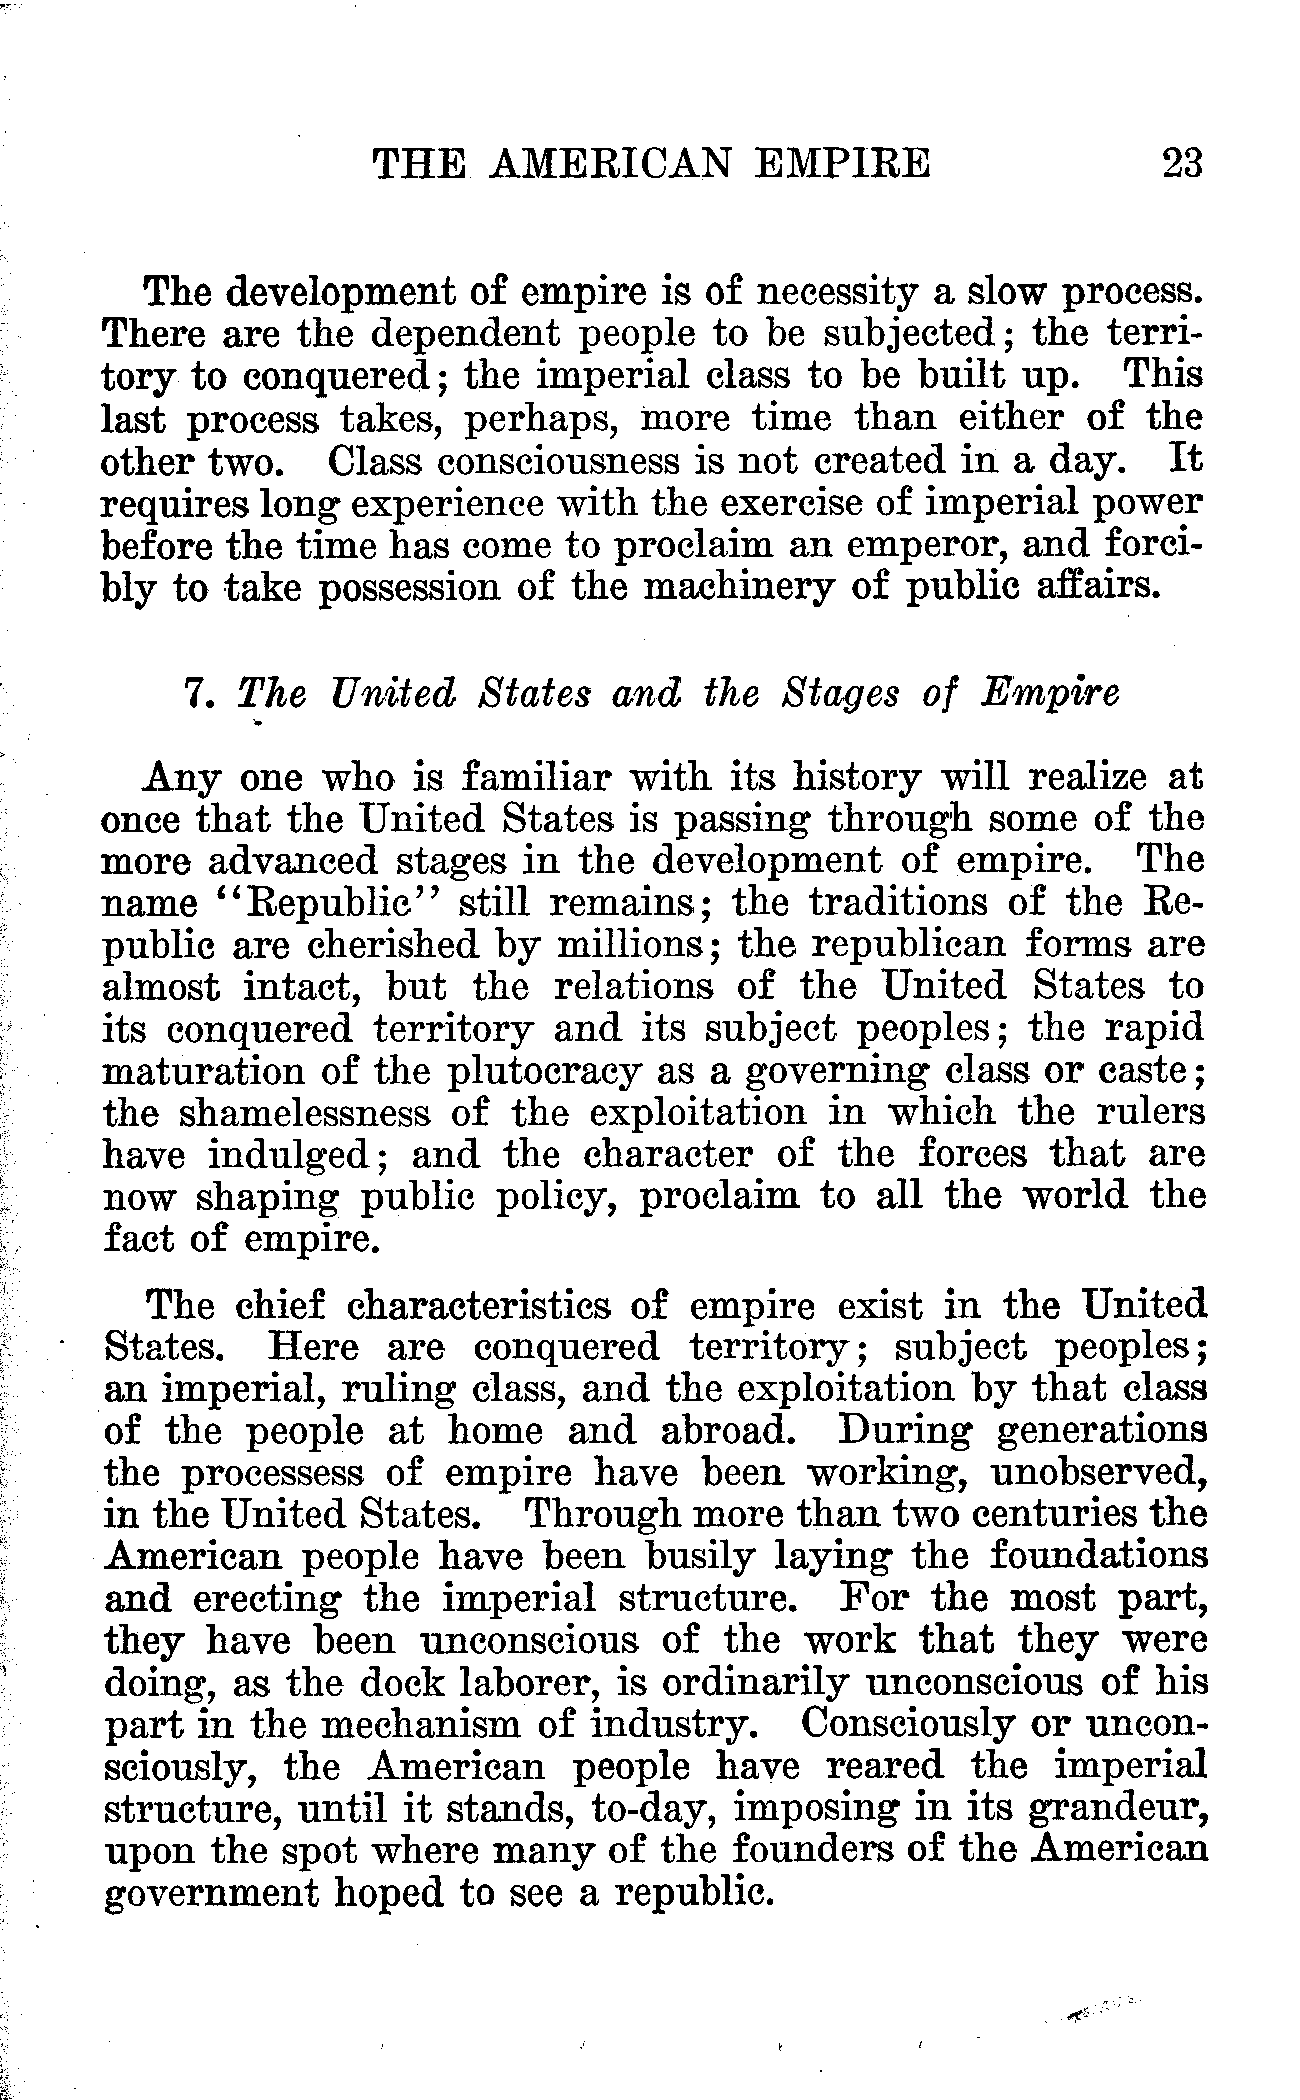 THE AMERICAN EMPIRE 23
The development of empire is of necessity a slow process.
There are the dependent people to be subjected; the terri-
tory to conquered; the imperial class to be built up. This
last process takes, perhaps, more time than either of the
other two. Class consciousness is not created in a day. It
requires long experience with the exercise of imperial power
before the time has come to proclaim an emperor, and forci-
bly to take possession of the machinery of public affairs.
7. The United States and the Stages of Empire
Any one who is familiar with its history will realize at
once that the United States is passing through some of the
more advanced stages in the development of empire. The
name "Republic" still remains; the traditions of the Re-
public are cherished by millions; the republican forms are
almost intact, but the relations of the United States to
its conquered territory and its subject peoples; the rapid
maturation of the plutocracy as a governing class or caste;
the shamelessness of the exploitation in which the rulers
have indulged; and the character of the forces that are
now shaping public policy, proclaim to all the world the
fact of empire.
The chief characteristics of empire exist in the United
States. Here are conquered territory; subject peoples;
an imperial, ruling class, and the exploitation by that class
of the people at home and abroad. During generations
the processess of empire have been working, unobserved,
in the United States. Through more than two centuries the
American people have been busily laying the foundations
and erecting the imperial structure. For the most part,
they have been unconscious of the work that they were
doing, as the dock laborer, is ordinarily unconscious of his
part in the mechanism of industry. Consciously or uncon-
sciously, the American people have reared the imperial
structure, until it stands, to-day, imposing in its grandeur,
upon the spot where many of the founders of the American
government hoped to see a republic.